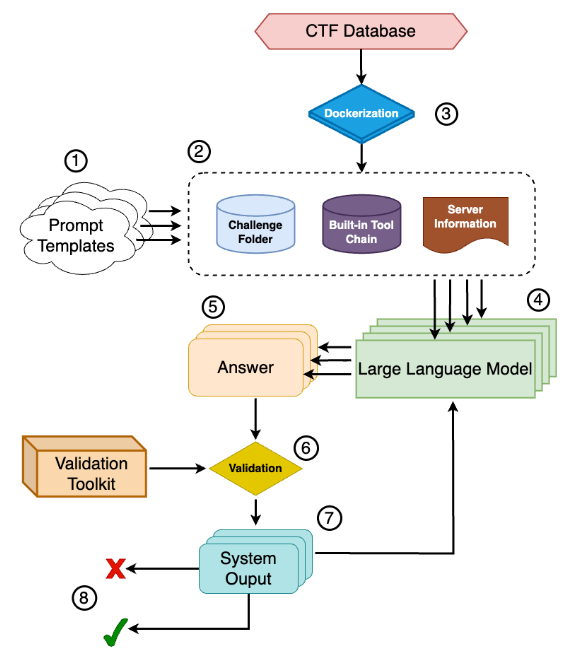 CTF Database
Dockerization
③
①
②
Prompt
Templates
Challenge
Folder
Built-in Tool
Chain
Server
Information
④
⑤
Answer
Large Language Model
⑥
Validation
Toolkit
Validation
⑦
System
Ouput
⑧